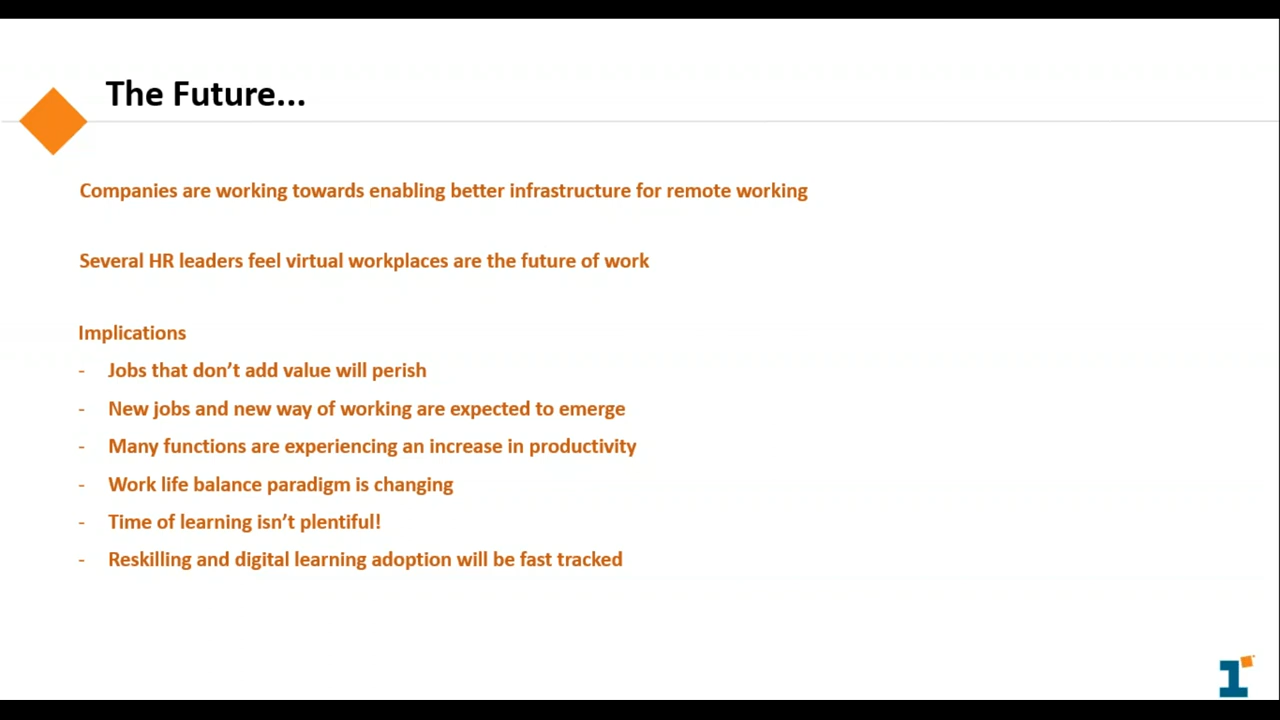 The Future...
Companies are working towards enabling better infrastructure for remote working
Several HR leaders feel virtual workplaces are the future of work
Implications
- Jobs that don’t add value will perish
- New jobs and new way of working are expected to emerge
- Many functions are experiencing an increase in productivity
- Work life balance paradigm is changing
- Time of learning isn’t plentiful!
- Reskilling and digital learning adoption will be fast tracked
1